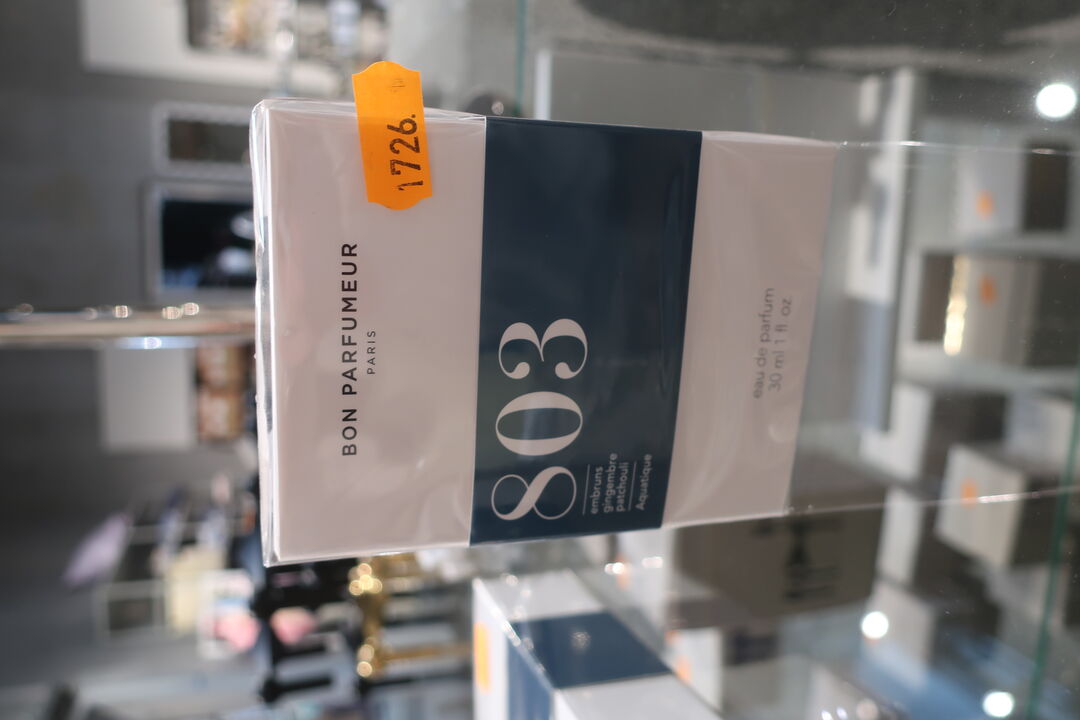 1726.
BON PARFUMEUR
PARIS
803
embruns
gingembre
patchouli
Aquatique
eau de parfum
30 ml 1 fl. oz.